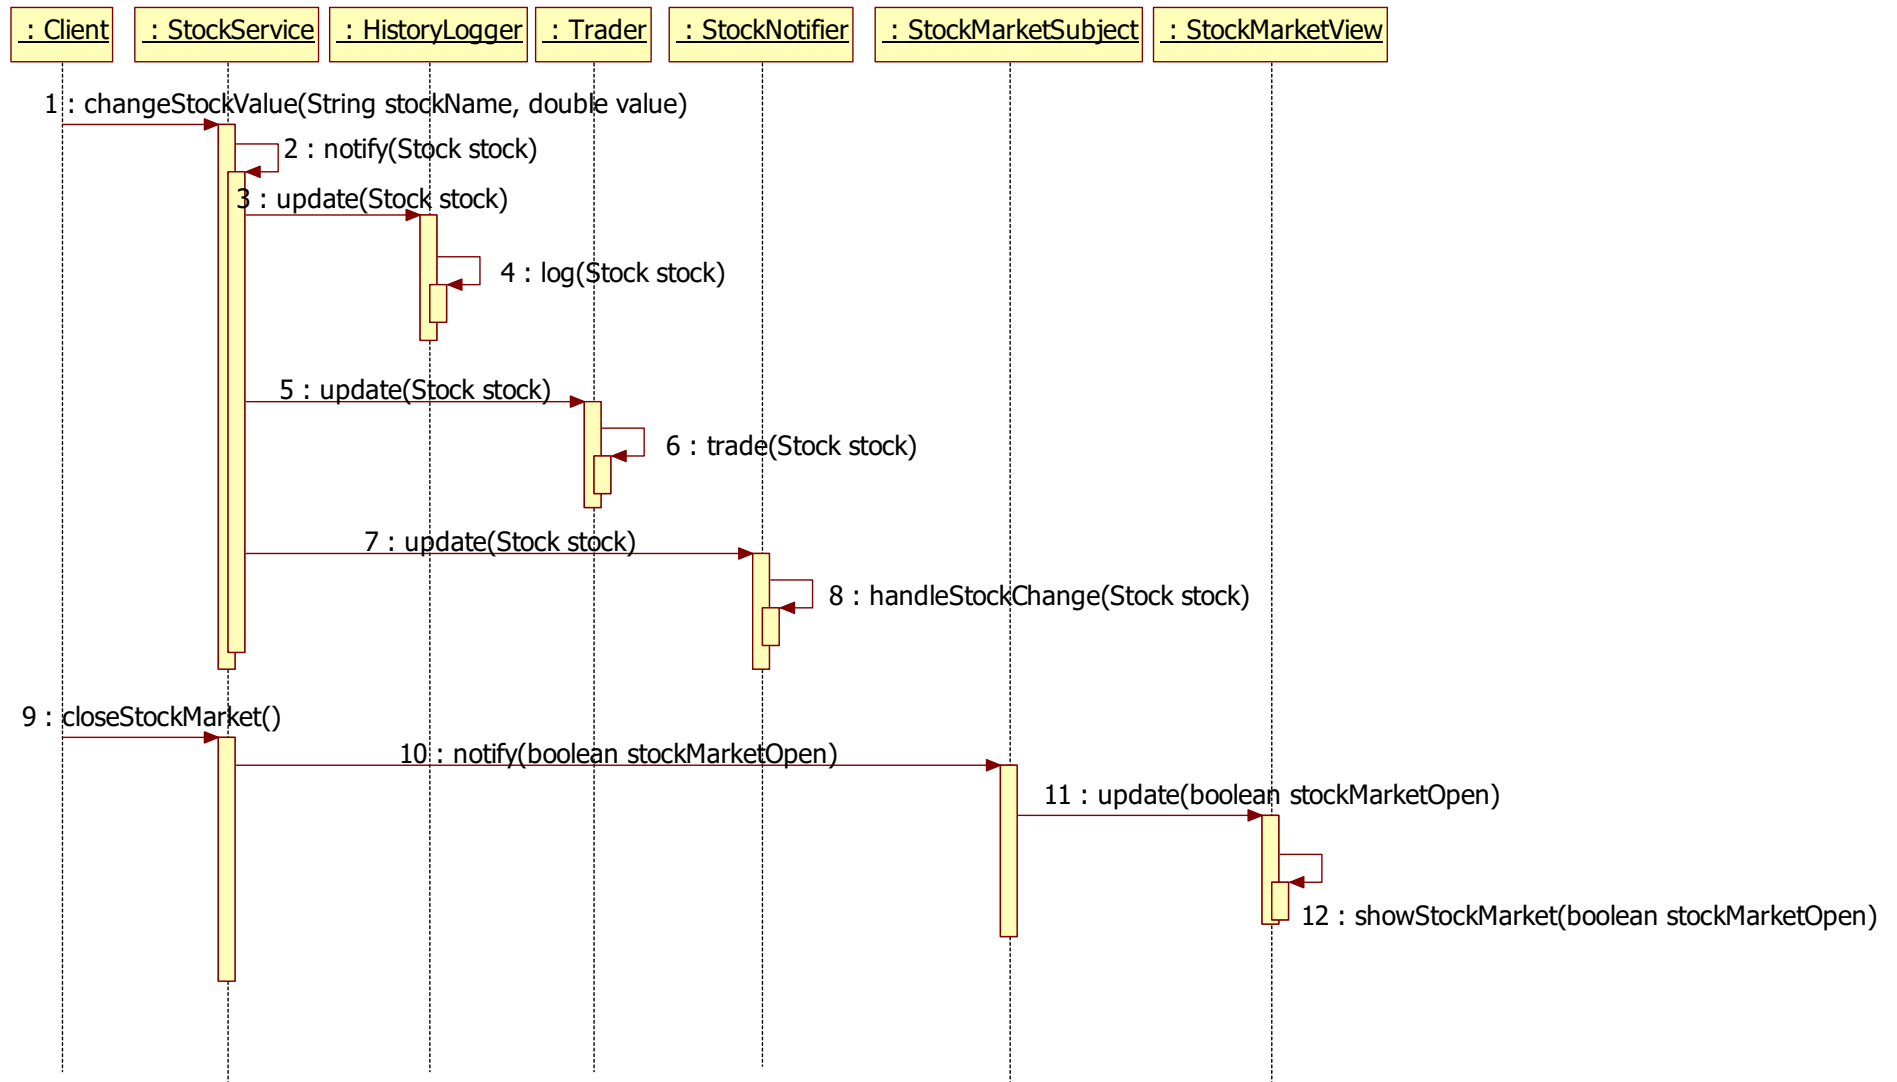 : Client
: StockService
: HistoryLogger
: Trader
: StockNotifier
: StockMarketSubject
: StockMarketView
1 : changeStockValue(String stockName, double value)
2 : notify(Stock stock)
3 : update(Stock stock)
4 : log(Stock stock)
5 : update(Stock stock)
6 : trade(Stock stock)
7 : update(Stock stock)
8 : handleStockChange(Stock stock)
9 : closeStockMarket()
10 : notify(boolean stockMarketOpen)
11 : update(boolean stockMarketOpen)
12 : showStockMarket(boolean stockMarketOpen)